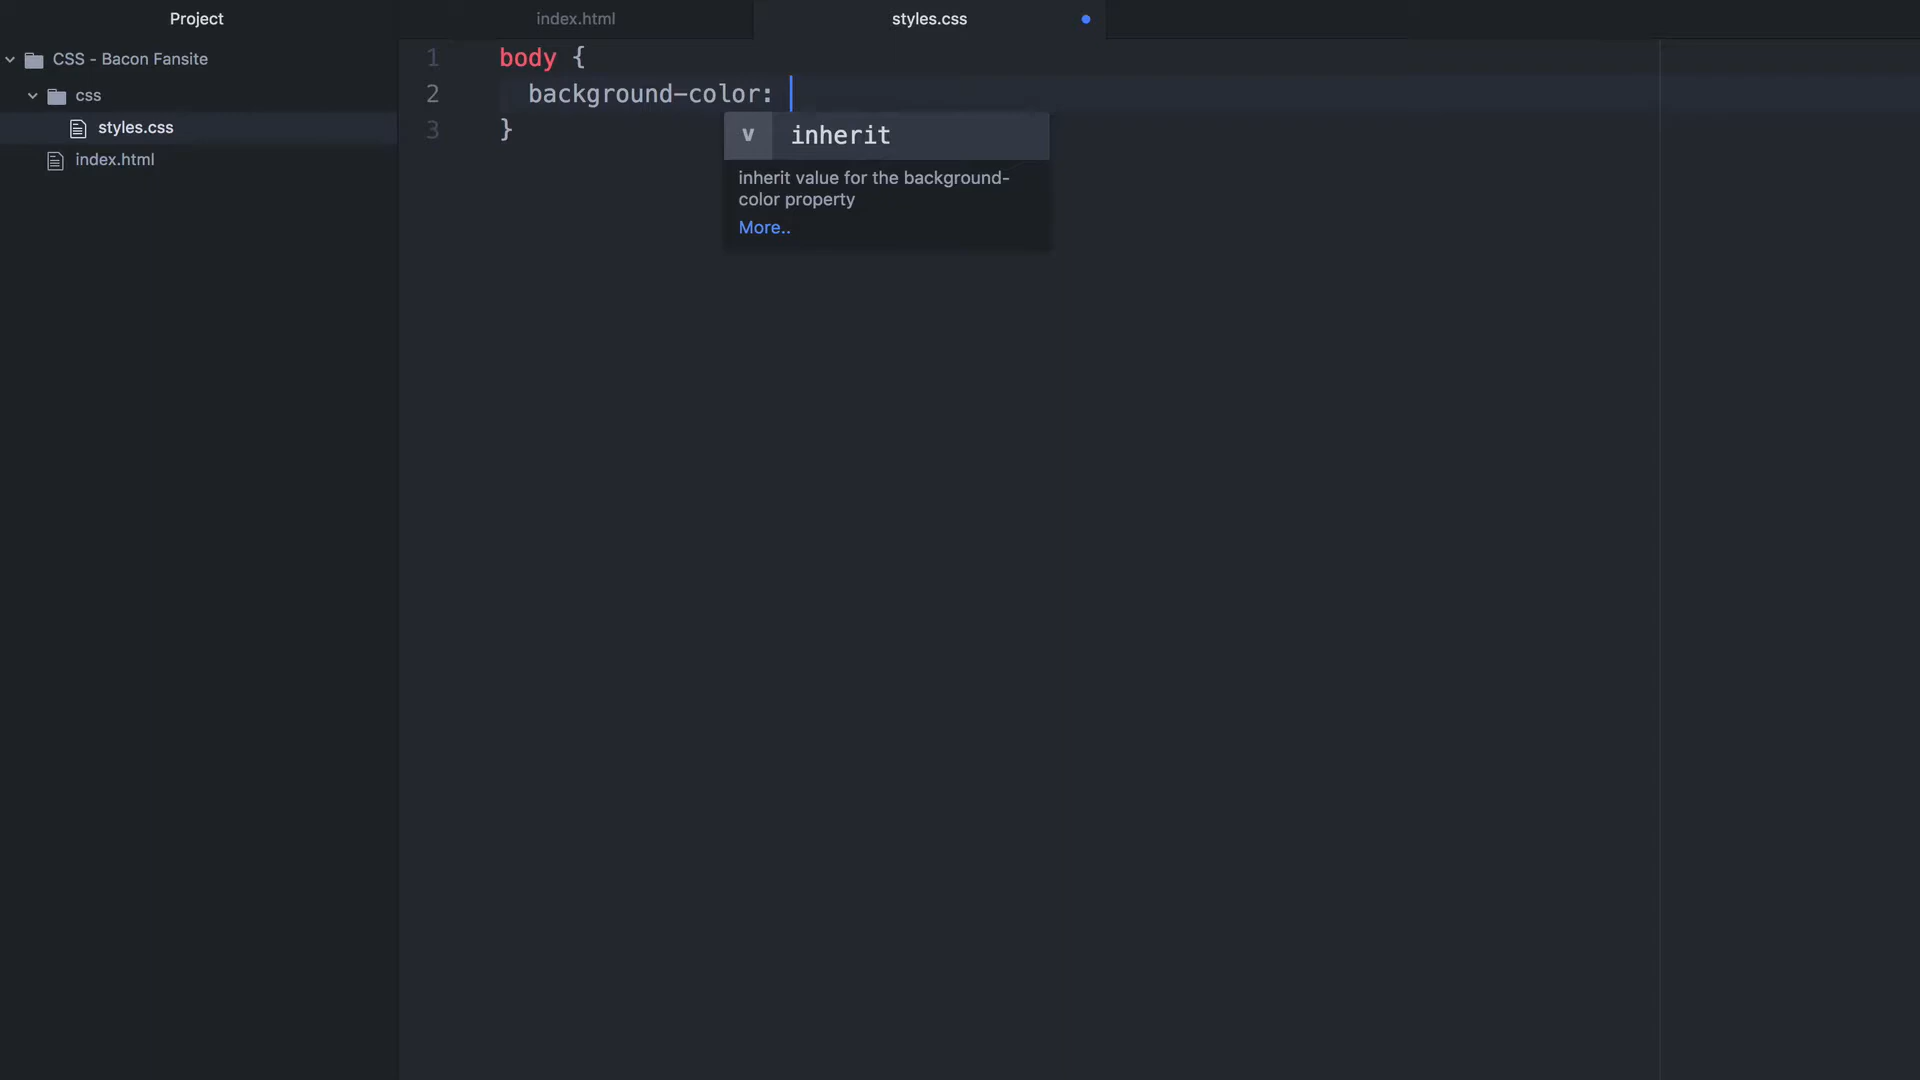 Project
index.html
styles.css
CSS - Bacon Fansite
css
styles.css
index.html
1 body {
2 background-color:
3 }
v inherit
inherit value for the background-
color property
More..